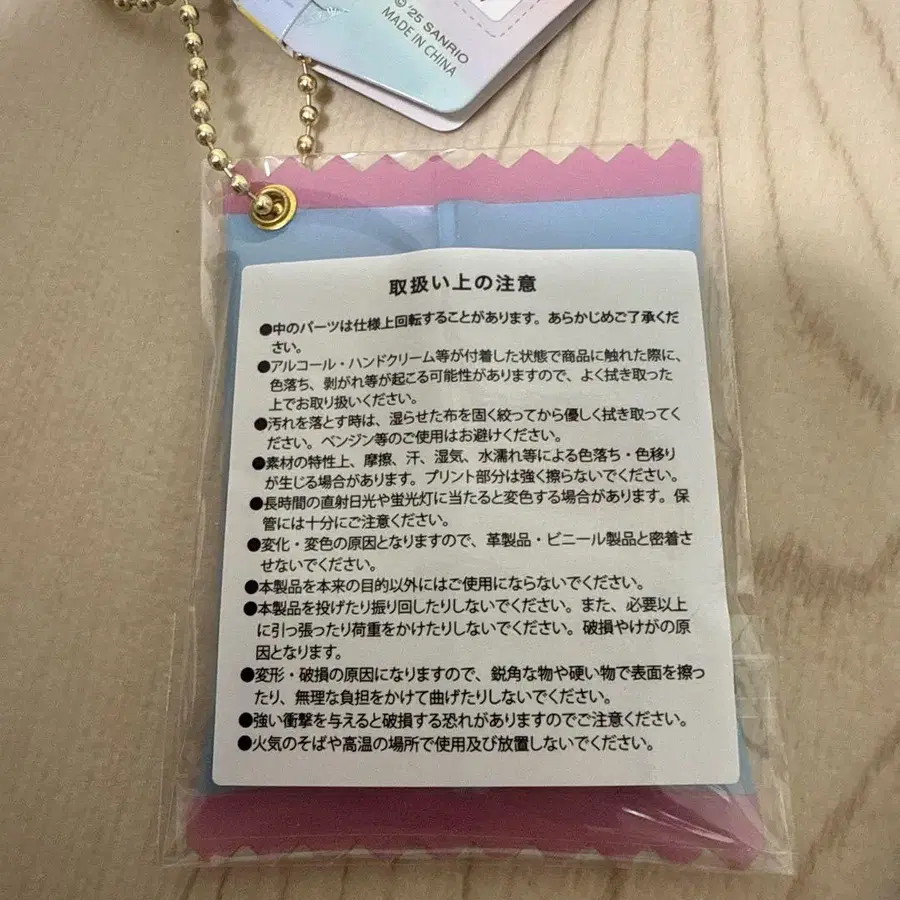 © '25 SANRIO
MADE IN CHINA
取扱い上の注意
●中のパーツは仕様上回転することがあります。あらかじめご了承くだ
さい。
●アルコール・ハンドクリーム等が付着した状態で商品に触れた際に、
色落ち、剥がれ等が起こる可能性がありますので、よく拭き取った
上でお取り扱いください。
●汚れを落とす時は、湿らせた布を固く絞ってから優しく拭き取ってく
ださい。ベンジン等のご使用はお避けください。
●素材の特性上、摩擦、汗、湿気、水濡れ等による色落ち・色移り
が生じる場合があります。プリント部分は強く擦らないでください。
●長時間の直射日光や蛍光灯に当たると変色する場合があります。保
管には十分にご注意ください。
●変化・変色の原因となりますので、革製品・ビニール製品と密着さ
せないでください。
●本製品を本来の目的以外にはご使用にならないでください。
●本製品を投げたり振り回したりしないでください。また、必要以上
に引っ張ったり荷重をかけたりしないでください。破損やけがの原
因となります。
●変形・破損の原因になりますので、鋭角な物や硬い物で表面を擦っ
たり、無理な負担をかけて曲げたりしないでください。
●強い衝撃を与えると破損する恐れがありますのでご注意ください。
●火気のそばや高温の場所で使用及び放置しないでください。